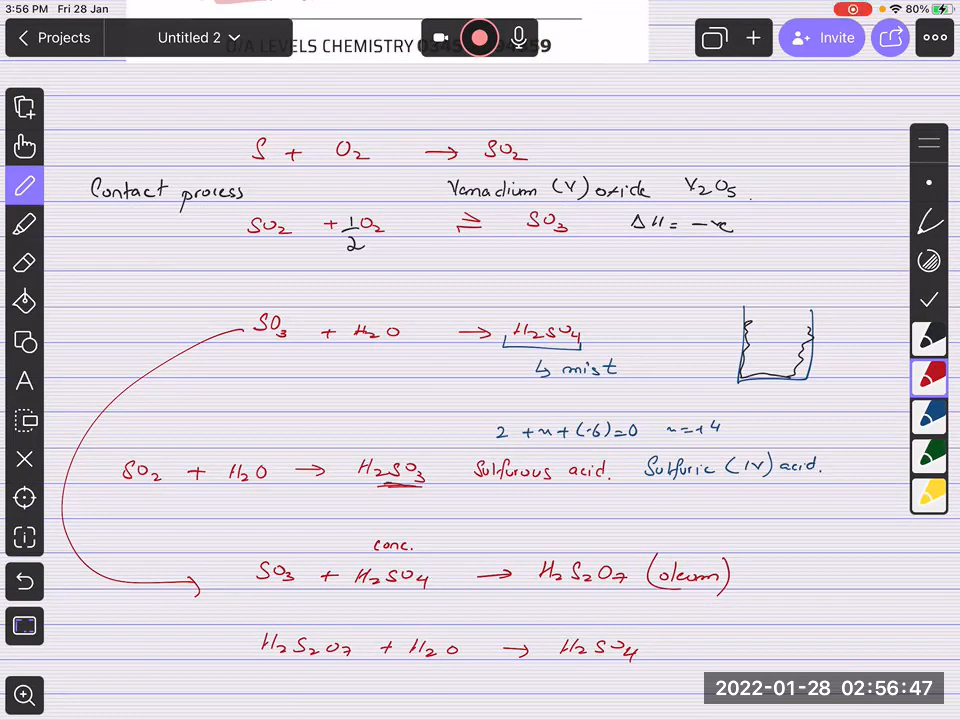 3:56 PM Fri 28 Jan
80%
Projects
Untitled 2
LEVELS CHEMISTRY
Invite
S + O₂ → SO₂
Contact process Vanadium (V) oxide V₂O₅.
SO₂ + 1/2 O₂ ⇌ SO₃ ΔH = -ve
SO₃ + H₂O → H₂SO₄
↳ mist
2 + x + (-6) = 0 x = +4
SO₂ + H₂O → H₂SO₃ Sulfurous acid. Sulfuric (IV) acid.
conc.
SO₃ + H₂SO₄ → H₂S₂O₇ (oleum)
H₂S₂O₇ + H₂O → H₂SO₄
A
2022-01-28 02:56:47